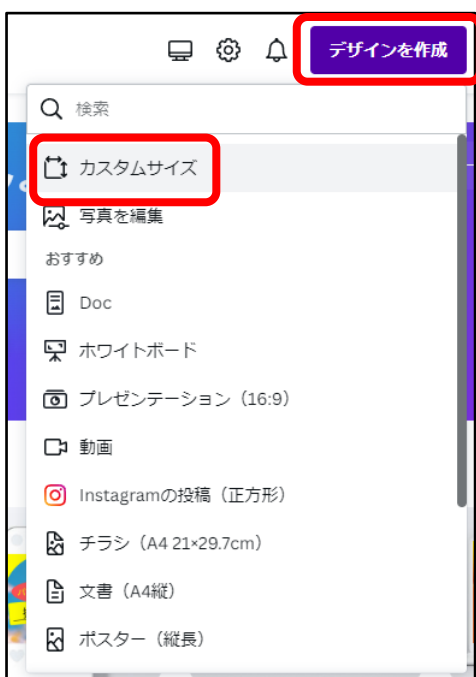 デザインを作成
検索
カスタムサイズ
写真を編集
おすすめ
Doc
ホワイトボード
プレゼンテーション（16:9）
動画
Instagramの投稿（正方形）
チラシ（A4 21×29.7cm）
文書（A4縦）
ポスター（縦長）